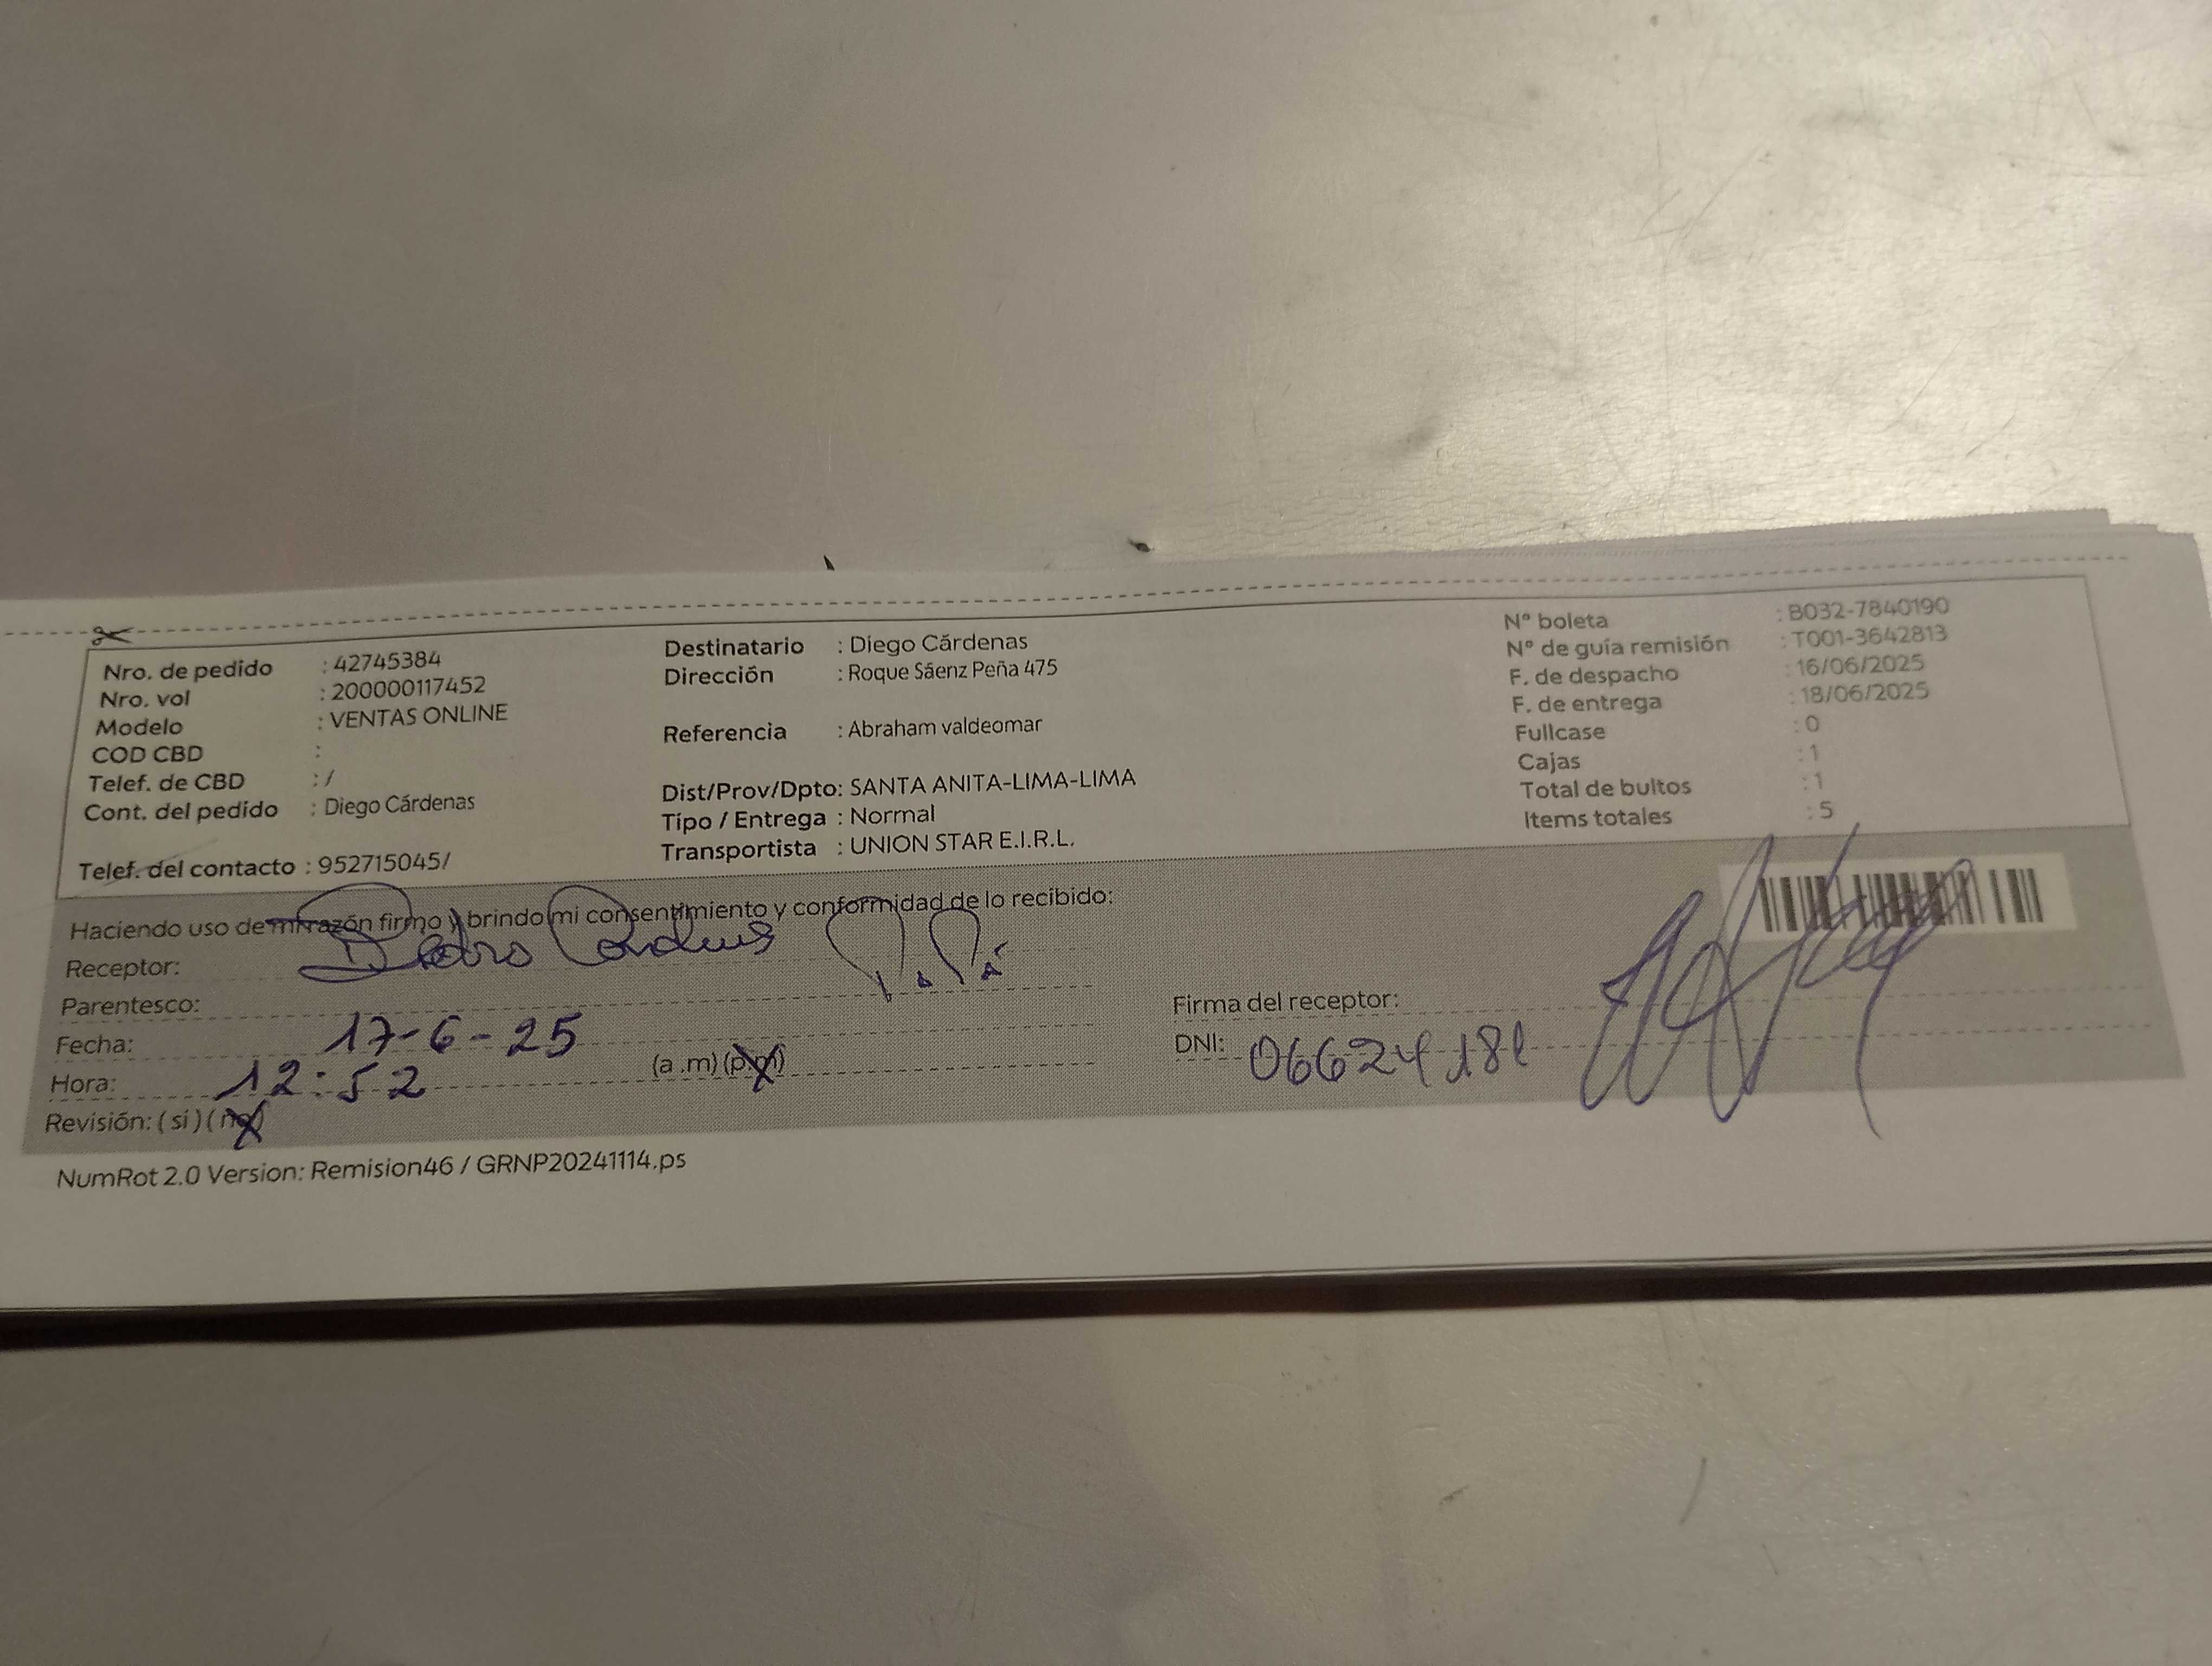 Nro. de pedido : 42745384
Nro. vol : 200000117452
Modelo : VENTAS ONLINE
COD CBD :
Telef. de CBD : /
Cont. del pedido : Diego Cárdenas
Telef. del contacto : 952715045/
Destinatario : Diego Cárdenas
Dirección : Roque Sáenz Peña 475
Referencia : Abraham valdeomar
Dist/Prov/Dpto: SANTA ANITA-LIMA-LIMA
Tipo / Entrega : Normal
Transportista : UNION STAR E.I.R.L.
N° boleta : B032-7840190
N° de guía remisión : T001-3642813
F. de despacho : 16/06/2025
F. de entrega : 18/06/2025
Fullcase : 0
Cajas : 1
Total de bultos : 1
Items totales : 5
Haciendo uso de mi razón firmo y brindo mi consentimiento y conformidad de lo recibido:
Receptor: Pedro
Parentesco:
Fecha: 17-6-25
Hora: 12:52 (a.m) (p.m)
Revisión: (si) (no)
Firma del receptor:
DNI:
NumRot 2.0 Version: Remision46 / GRNP20241114.ps